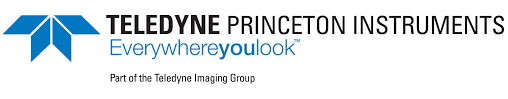 TELEDYNE PRINCETON INSTRUMENTS
Everywhereyoulook™
Part of the Teledyne Imaging Group